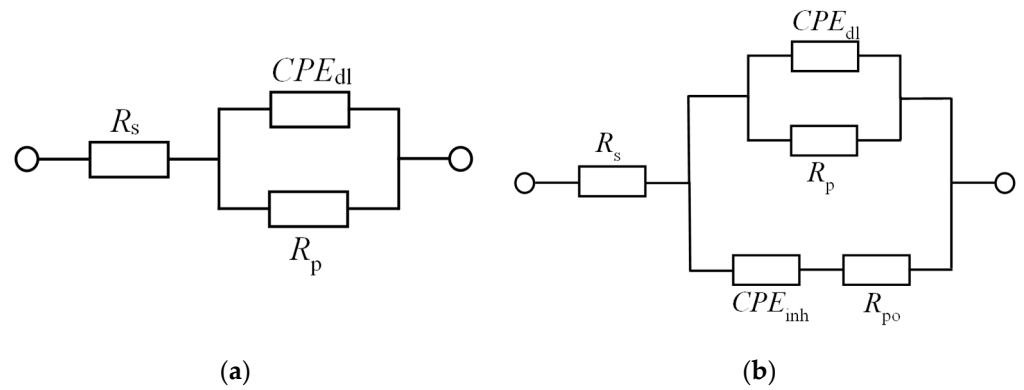 CPEdl
Rs
Rp
(a)
CPEdl
Rp
Rs
CPEinh
Rpo
(b)